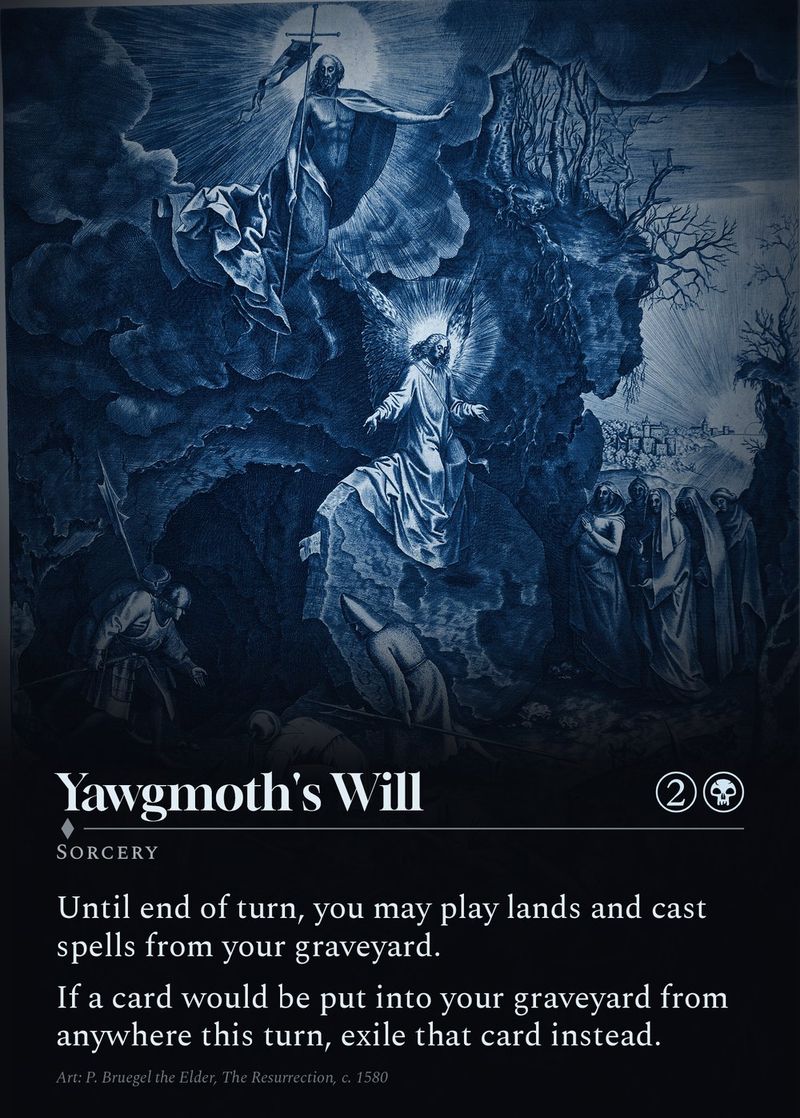 Yawgmoth's Will 2
Sorcery
Until end of turn, you may play lands and cast
spells from your graveyard.
If a card would be put into your graveyard from
anywhere this turn, exile that card instead.
Art: P. Bruegel the Elder, The Resurrection, c. 1580